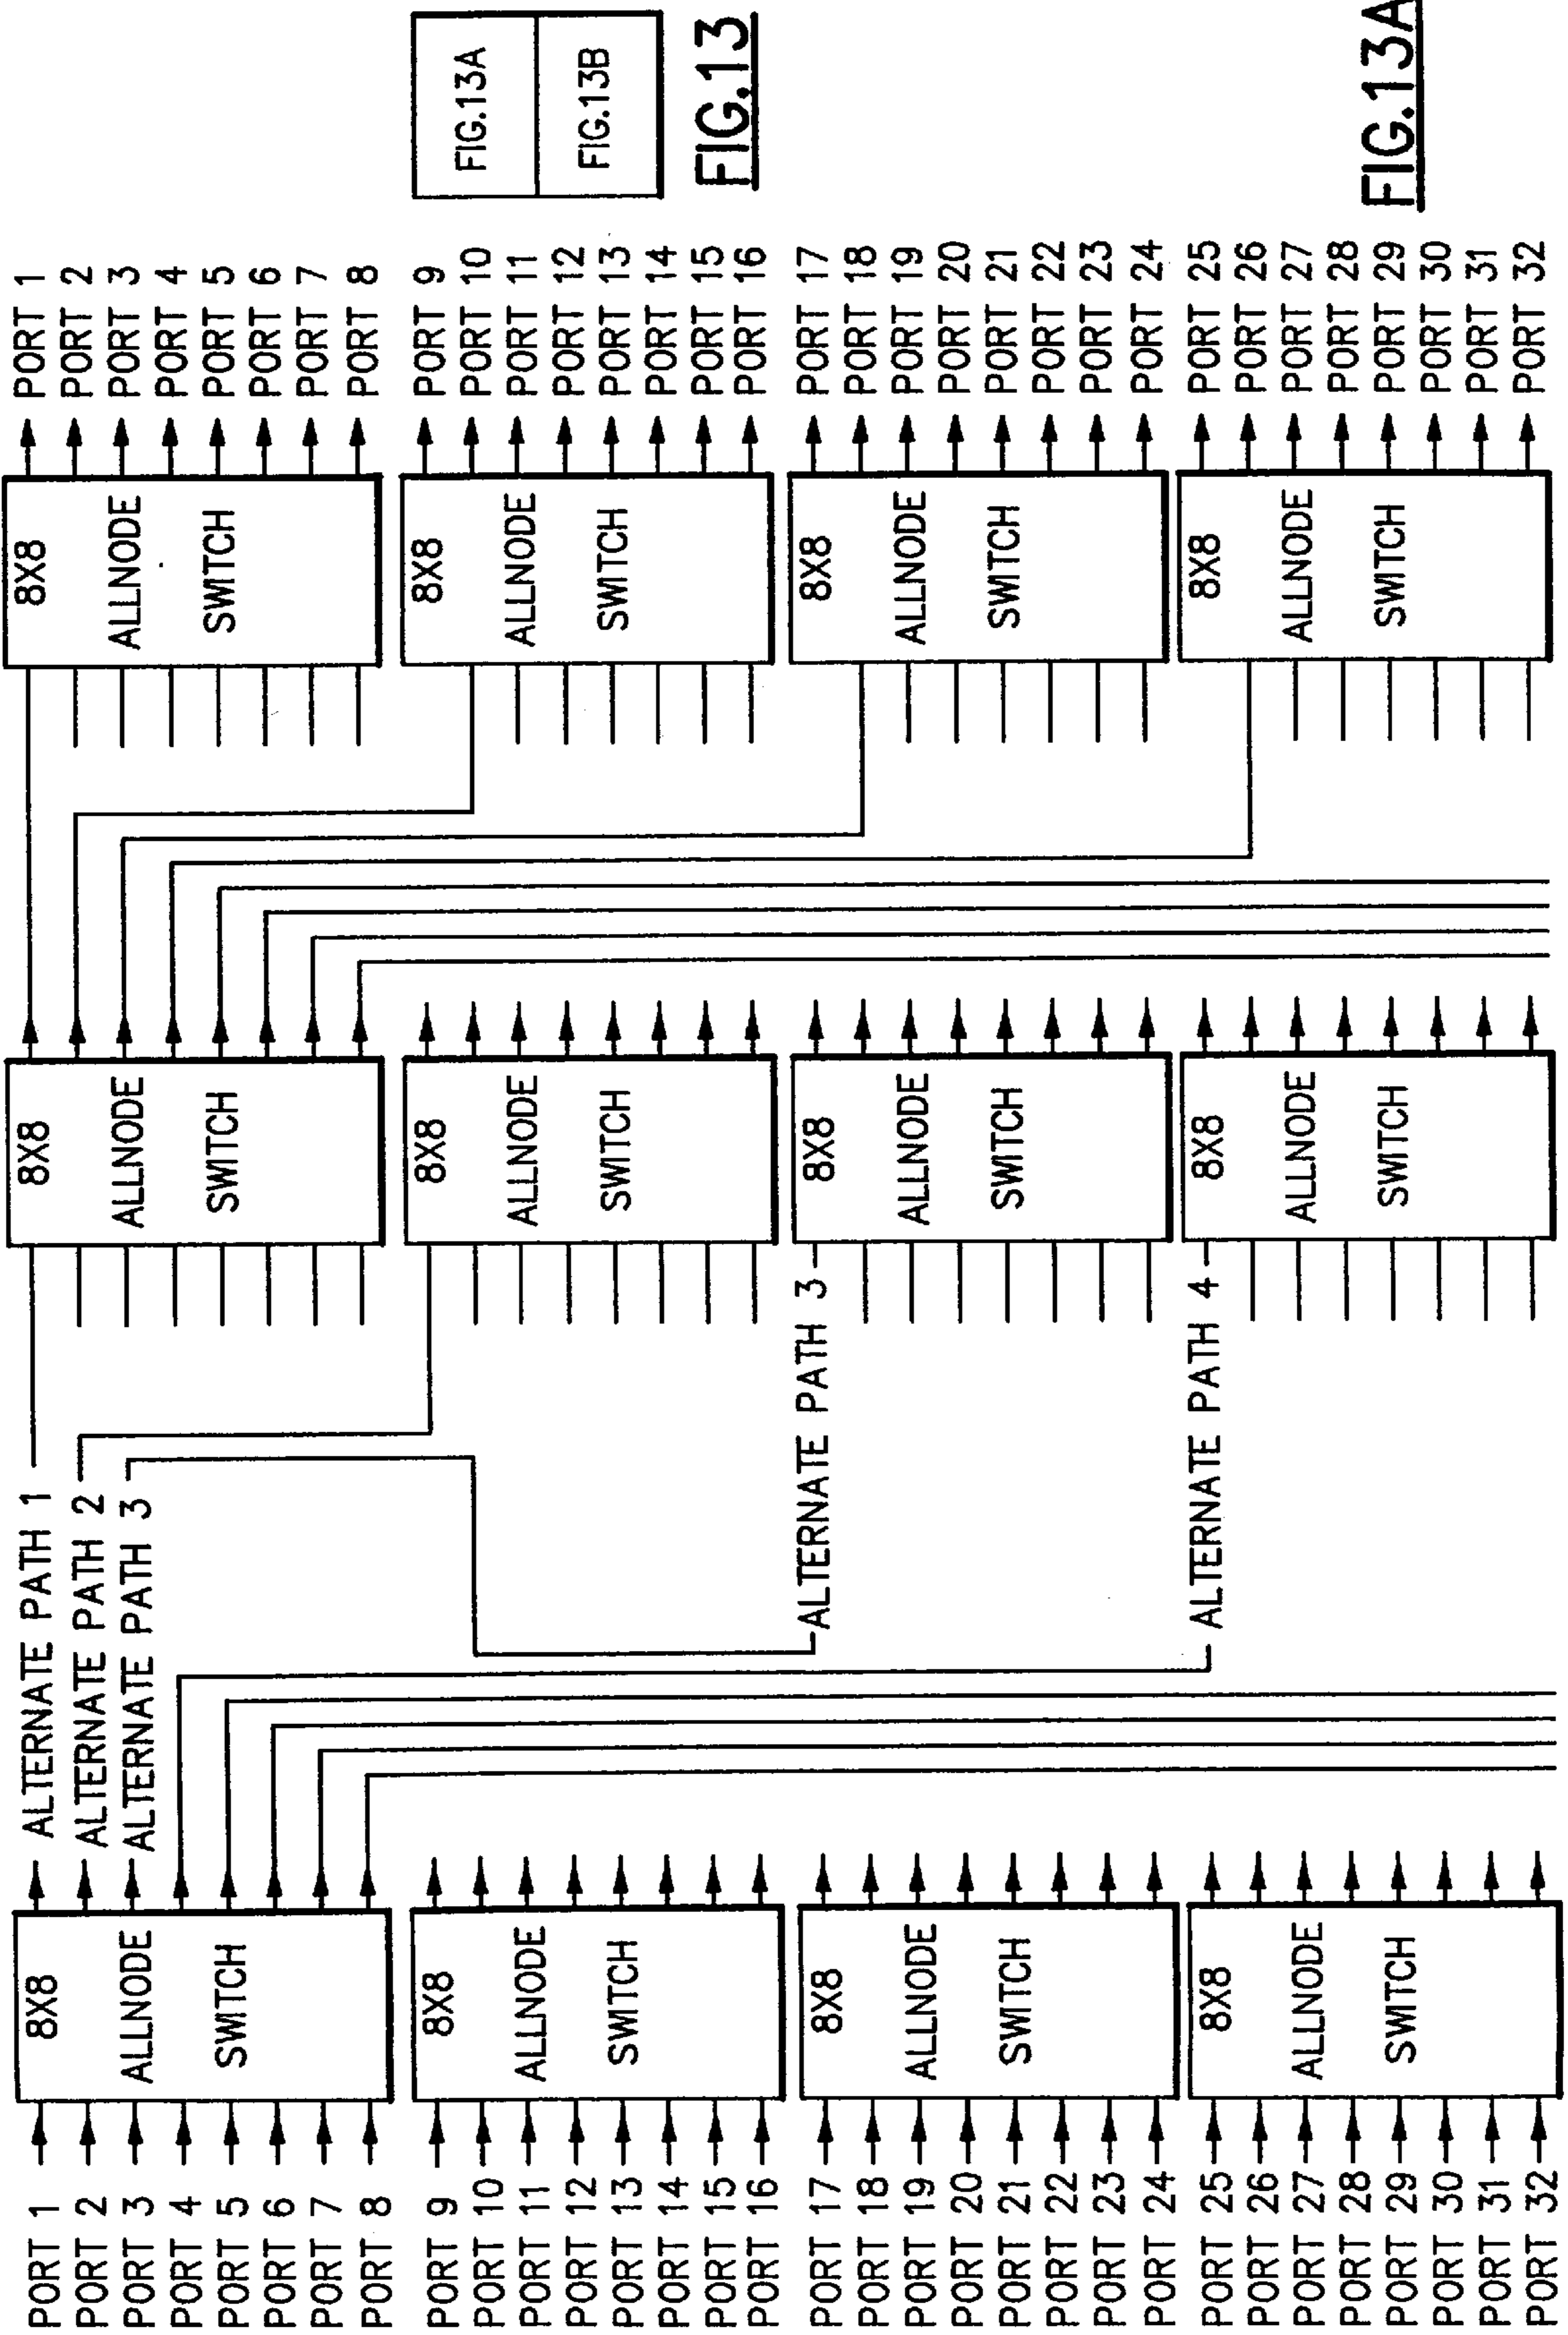 PORT 1
PORT 2
PORT 3
PORT 4
PORT 5
PORT 6
PORT 7
PORT 8
PORT 9
PORT 10
PORT 11
PORT 12
PORT 13
PORT 14
PORT 15
PORT 16
PORT 17
PORT 18
PORT 19
PORT 20
PORT 21
PORT 22
PORT 23
PORT 24
PORT 25
PORT 26
PORT 27
PORT 28
PORT 29
PORT 30
PORT 31
PORT 32
8X8
ALLNODE
SWITCH
8X8
ALLNODE
SWITCH
8X8
ALLNODE
SWITCH
8X8
ALLNODE
SWITCH
ALTERNATE PATH 1
ALTERNATE PATH 2
ALTERNATE PATH 3
ALTERNATE PATH 3
ALTERNATE PATH 4
8X8
ALLNODE
SWITCH
8X8
ALLNODE
SWITCH
8X8
ALLNODE
SWITCH
8X8
ALLNODE
SWITCH
8X8
ALLNODE
SWITCH
8X8
ALLNODE
SWITCH
8X8
ALLNODE
SWITCH
8X8
ALLNODE
SWITCH
PORT 1
PORT 2
PORT 3
PORT 4
PORT 5
PORT 6
PORT 7
PORT 8
PORT 9
PORT 10
PORT 11
PORT 12
PORT 13
PORT 14
PORT 15
PORT 16
PORT 17
PORT 18
PORT 19
PORT 20
PORT 21
PORT 22
PORT 23
PORT 24
PORT 25
PORT 26
PORT 27
PORT 28
PORT 29
PORT 30
PORT 31
PORT 32
FIG.13A
FIG.13B
FIG.13
FIG.13A